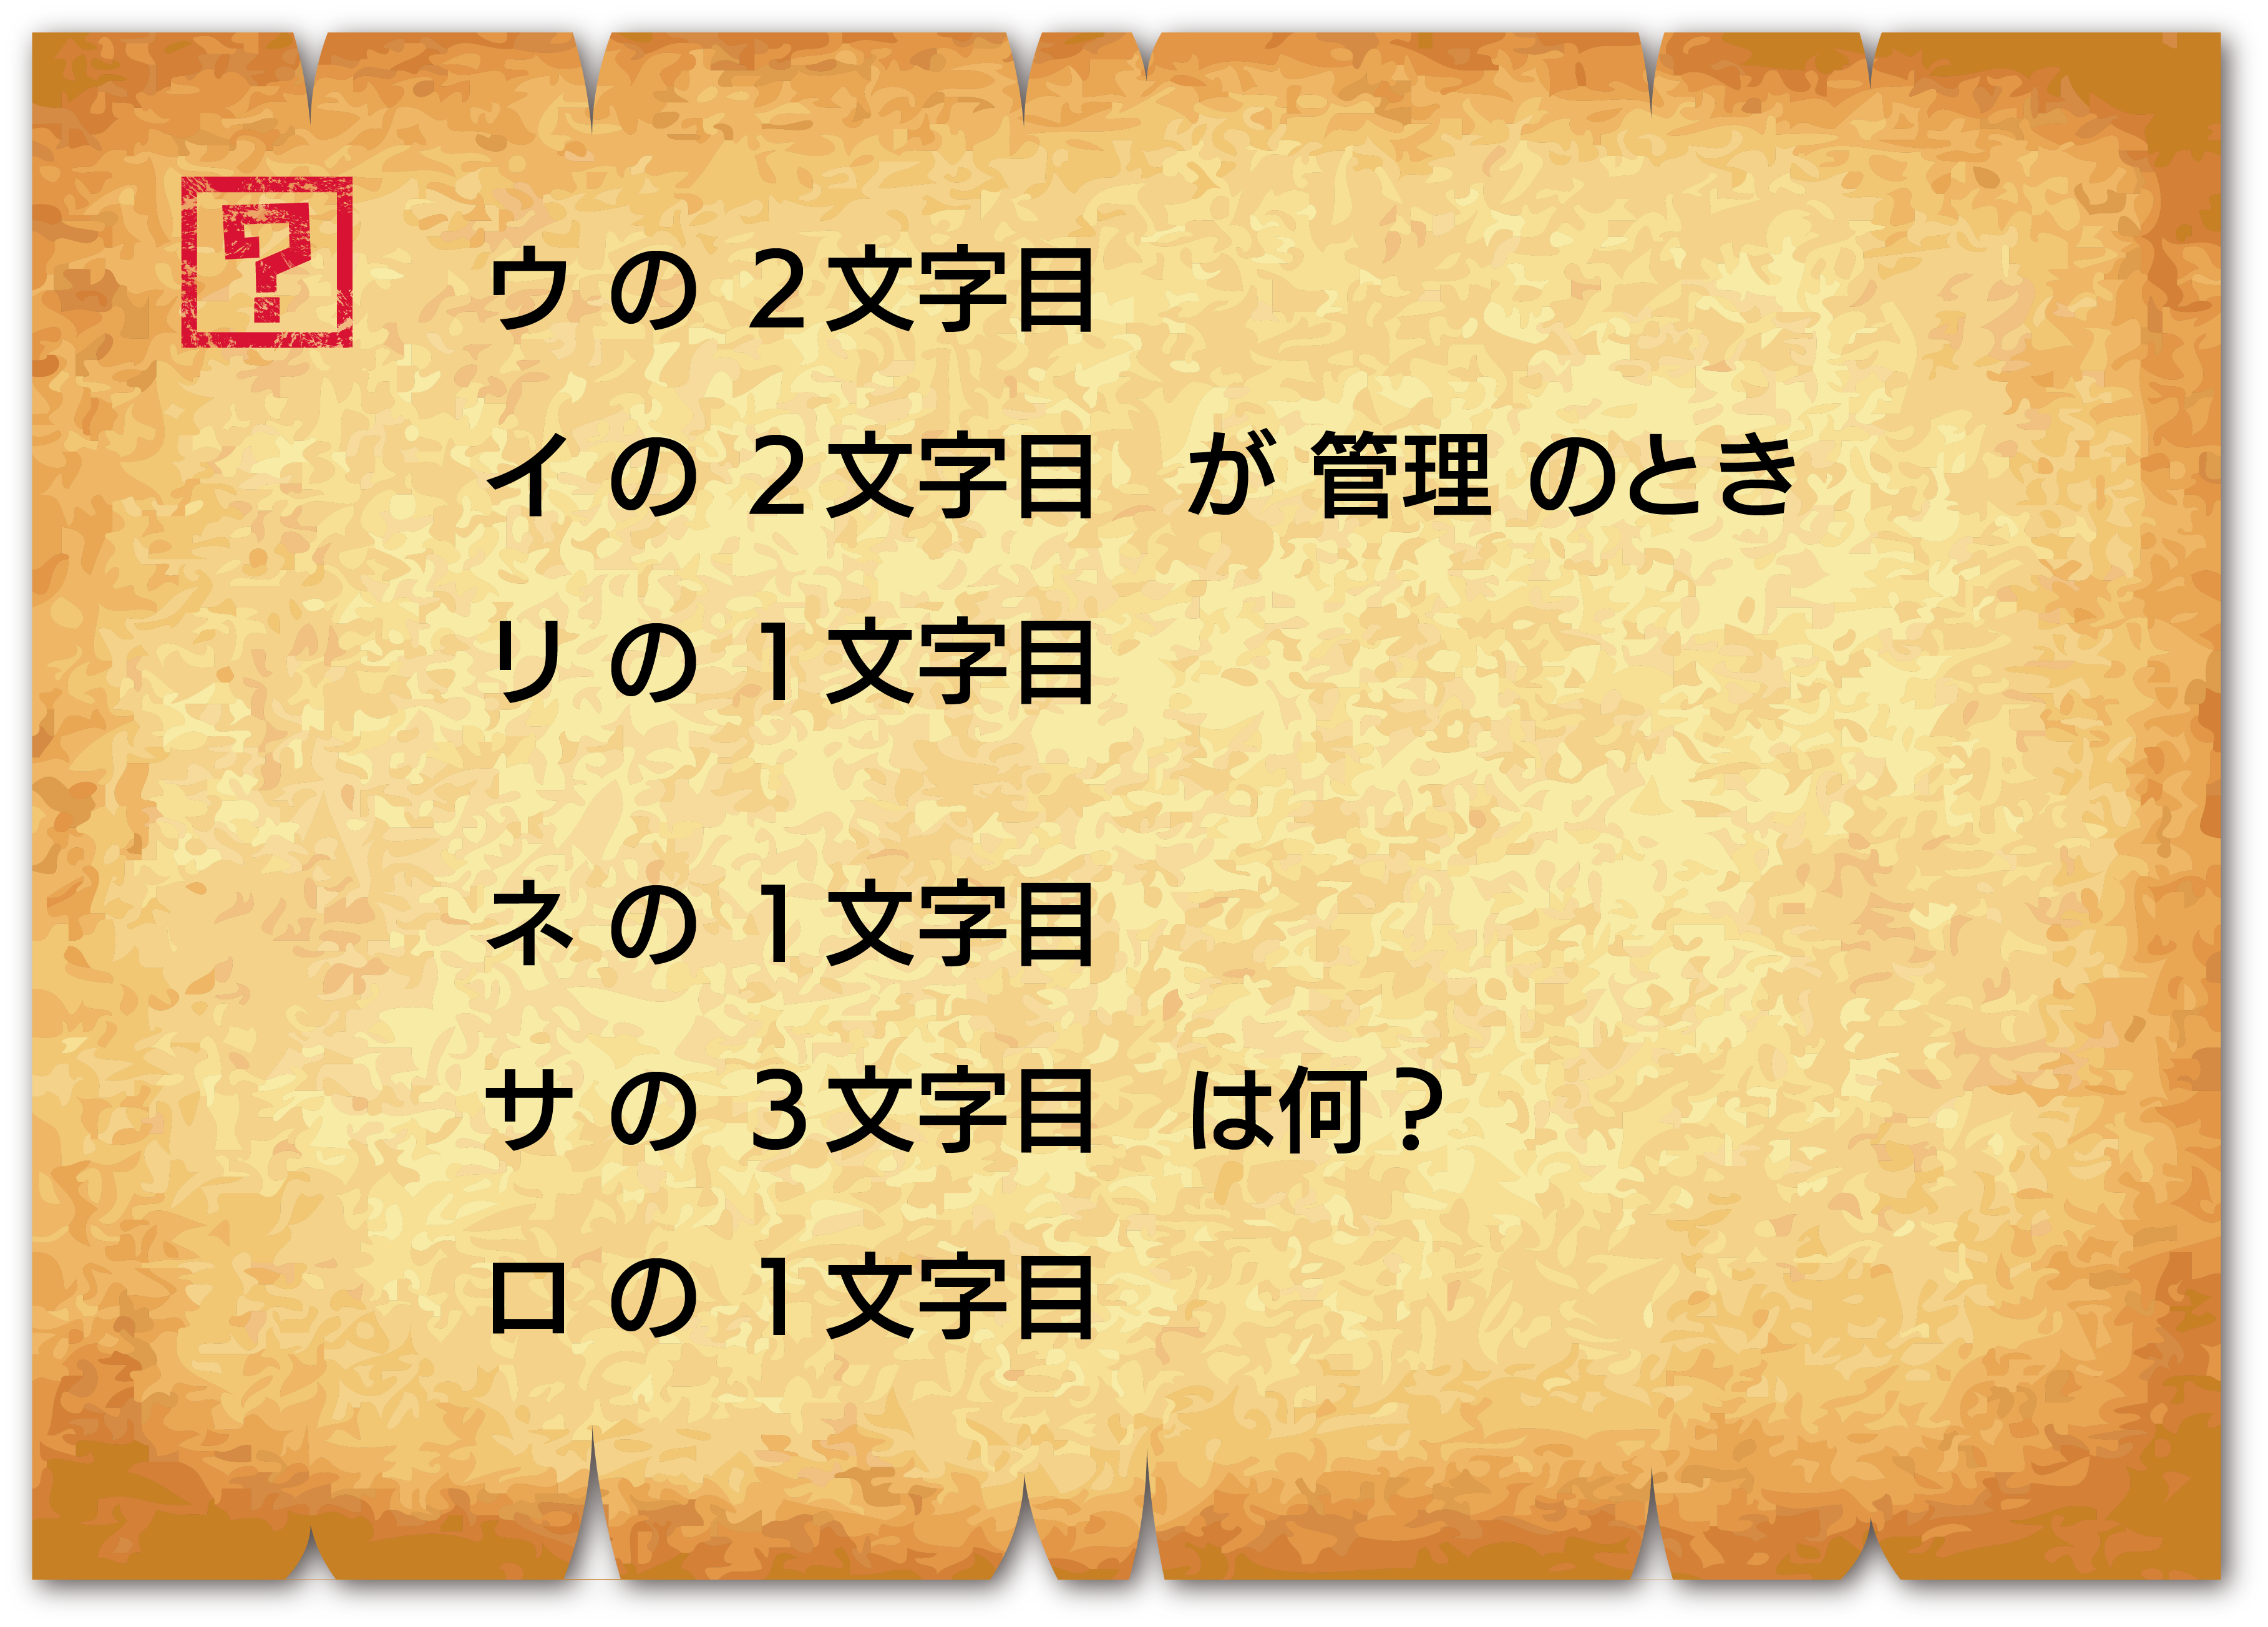 ?
ウ の 2文字目
イ の 2文字目 が 管理 のとき
リ の 1文字目
ネ の 1文字目
サ の 3文字目 は何？
ロ の 1文字目